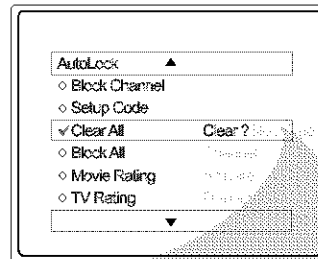 AutoLock
Block Channel
Setup Code
Clear All Clear ?
Block All
Movie Rating
TV Rating